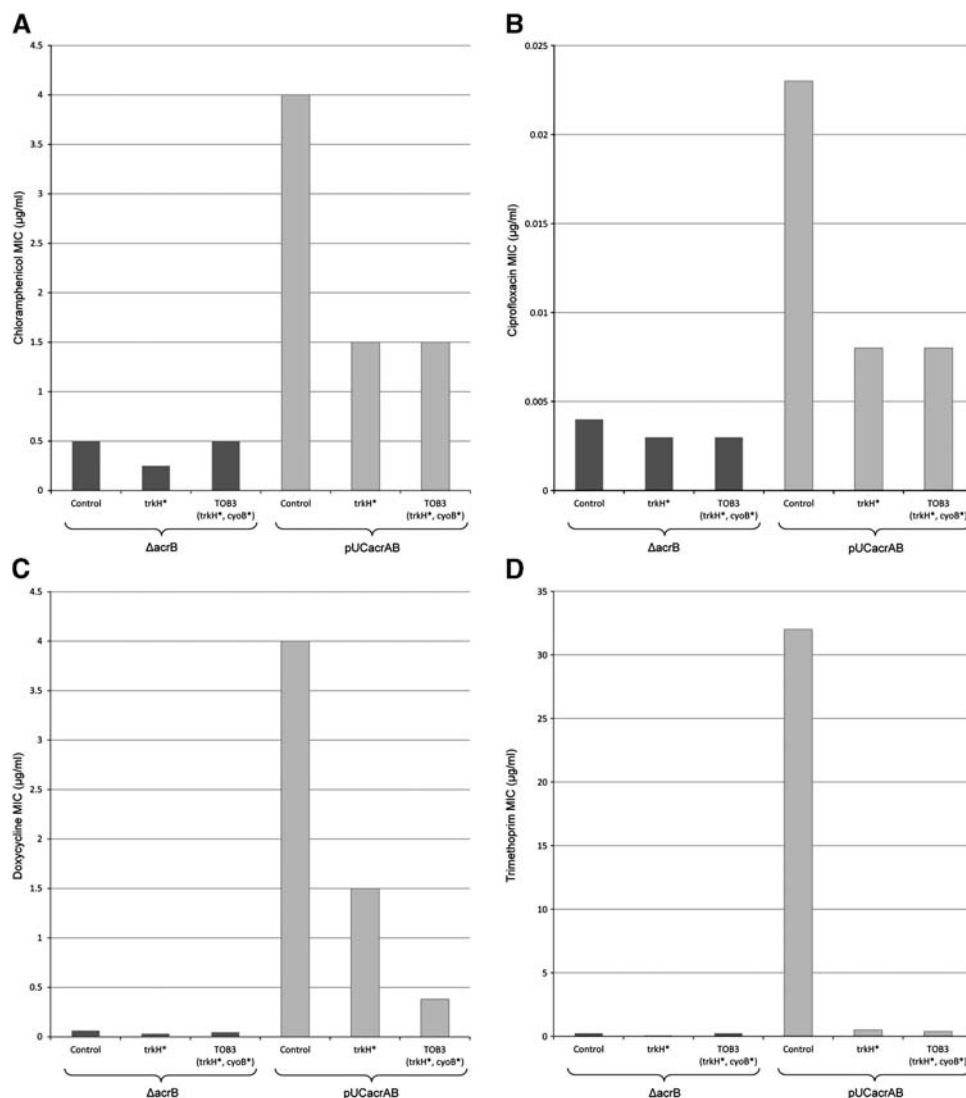 A
Chloramphenicol MIC (µg/ml)
4.5
4
3.5
3
2.5
2
1.5
1
0.5
0
Control trkH* TOB3 Control trkH* TOB3
(trkH*, cyoB*) (trkH*, cyoB*)
ΔacrB pUCacrAB
B
Ciprofloxacin MIC (µg/ml)
0.025
0.02
0.015
0.01
0.005
0
Control trkH* TOB3 Control trkH* TOB3
(trkH*, cyoB*) (trkH*, cyoB*)
ΔacrB pUCacrAB
C
Doxycycline MIC (µg/ml)
4.5
4
3.5
3
2.5
2
1.5
1
0.5
0
Control trkH* TOB3 Control trkH* TOB3
(trkH*, cyoB*) (trkH*, cyoB*)
ΔacrB pUCacrAB
D
Trimethoprim MIC (µg/ml)
35
30
25
20
15
10
5
0
Control trkH* TOB3 Control trkH* TOB3
(trkH*, cyoB*) (trkH*, cyoB*)
ΔacrB pUCacrAB